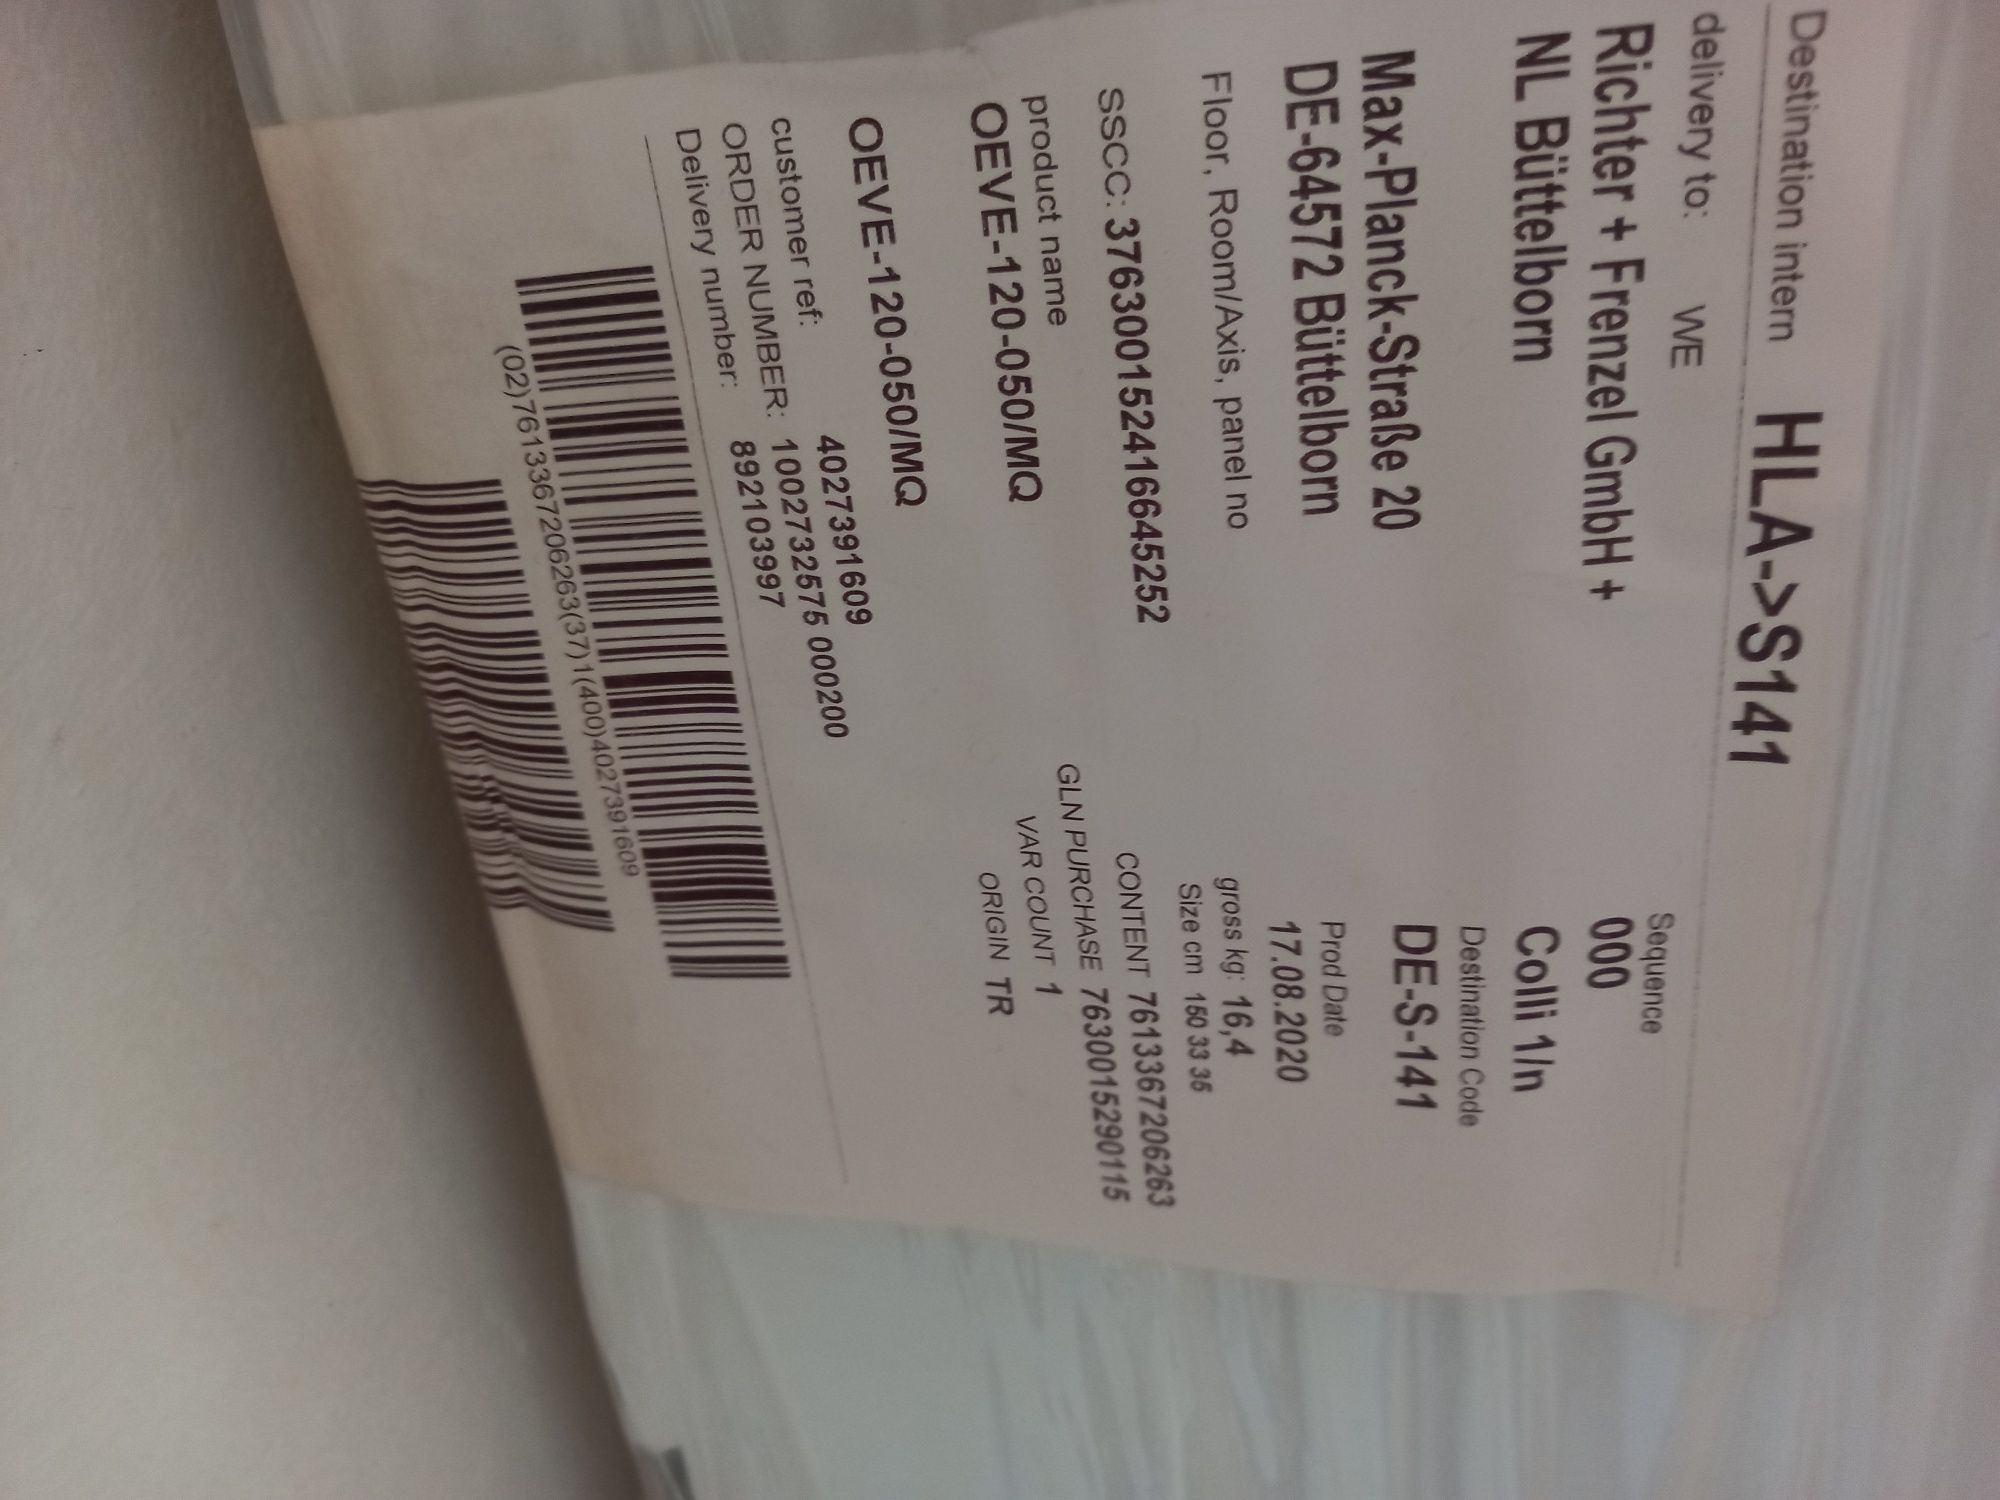 Destination intern HLA->S141
delivery to: WE
Richter + Frenzel GmbH +
NL Büttelborn
Max-Planck-Straße 20
DE-64572 Büttelborn
Floor, Room/Axis, panel no
SSCC: 376300152416645252
product name
OEVE-120-050/MQ
OEVE-120-050/MQ
customer ref: 4027391609
ORDER NUMBER: 1002732575 000200
Delivery number: 892103997
Sequence
000
Colli 1/n
Destination Code
DE-S-141
Prod Date
17.08.2020
gross kg: 16,4
Size cm 150 33 35
CONTENT 7613367206263
GLN PURCHASE 7630015290115
VAR COUNT 1
ORIGIN TR
(02)7613367206263(37)1(400)4027391609